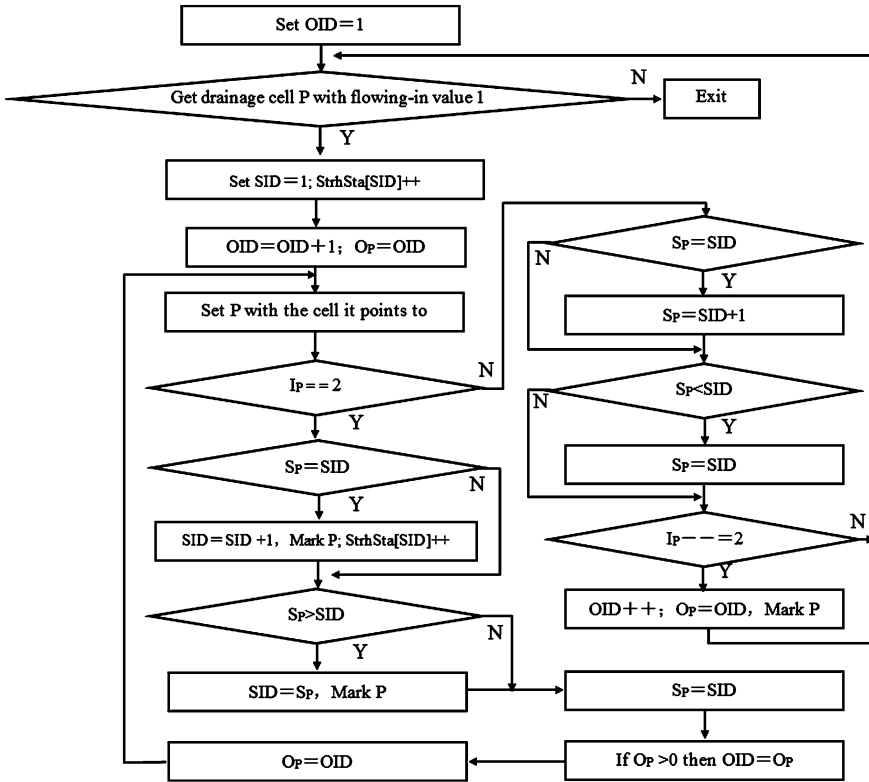 Set OID=1
Get drainage cell P with flowing-in value 1
N
Exit
Y
Set SID=1; StrhSta[SID]++
OID=OID+1; OP=OID
Set P with the cell it points to
IP==2
N
Y
SP=SID
N
Y
SID=SID +1, Mark P; StrhSta[SID]++
SP>SID
N
Y
SID=SP, Mark P
OP=OID
SP=SID
N
Y
SP=SID+1
SP<SID
N
Y
SP=SID
IP−−=2
N
Y
OID++; OP=OID, Mark P
SP=SID
If OP >0 then OID=OP